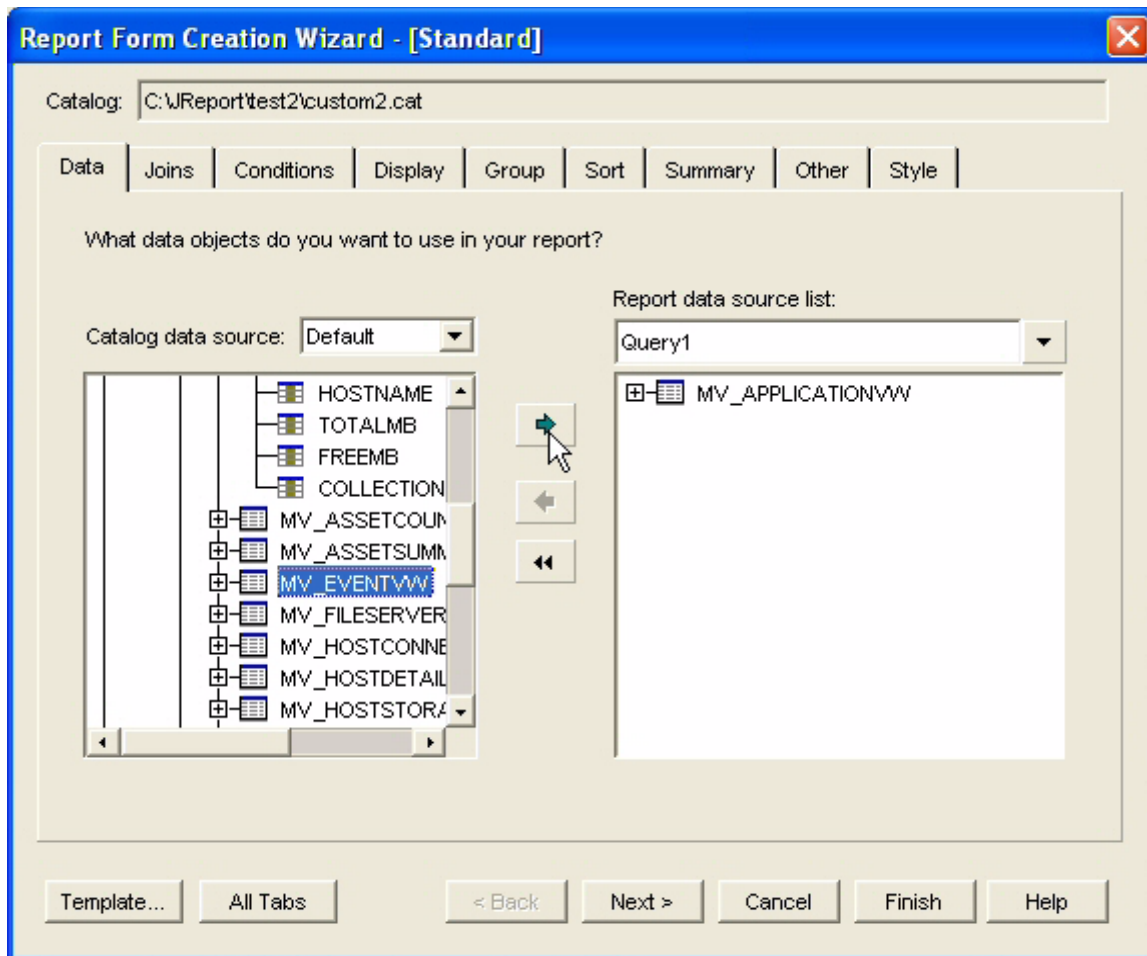 Report Form Creation Wizard - [Standard]
Catalog: C:\JReport\test2\custom2.cat
Data Joins Conditions Display Group Sort Summary Other Style
What data objects do you want to use in your report?
Report data source list:
Catalog data source: Default
Query1
HOSTNAME
TOTALMB
FREEMB
COLLECTION
MV_ASSETCOUN
MV_ASSETSUMM
MV_EVENTVW
MV_FILESERVER
MV_HOSTCONNE
MV_HOSTDETAIL
MV_HOSTSTORA
MV_APPLICATIONVW
Template... All Tabs < Back Next > Cancel Finish Help